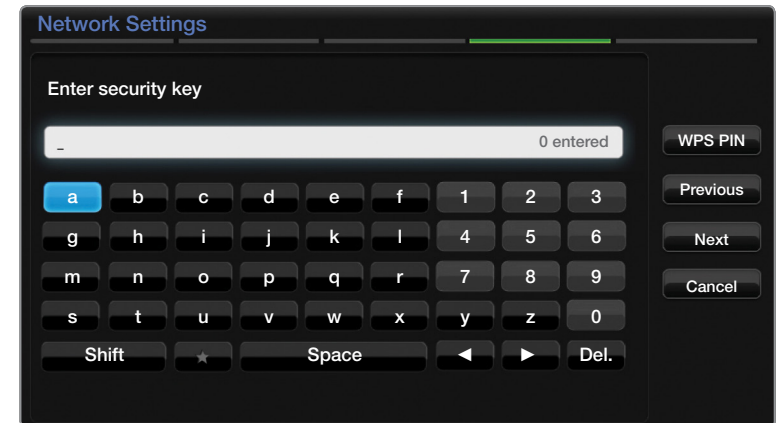 Network Settings
Enter security key
_ 0 entered
a b c d e f 1 2 3
g h i j k l 4 5 6
m n o p q r 7 8 9
s t u v w x y z 0
Shift ★ Space ◀ ▶ Del.
WPS PIN
Previous
Next
Cancel